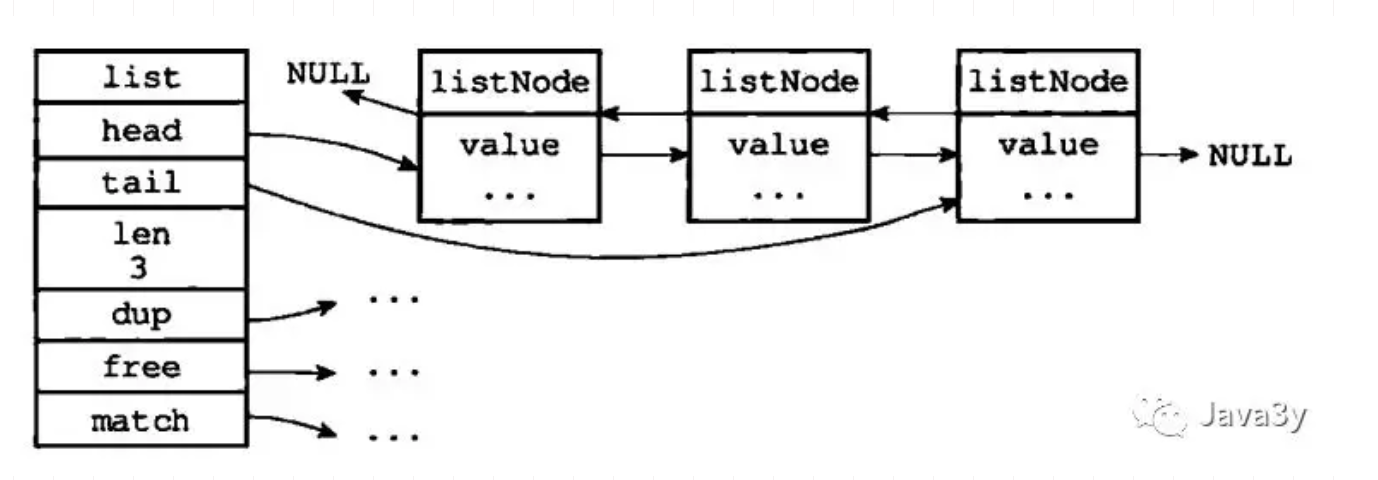 list
head
tail
len
3
dup
free
match
NULL
listNode
value
...
listNode
value
...
listNode
value
...
NULL
...
...
...
Java3y